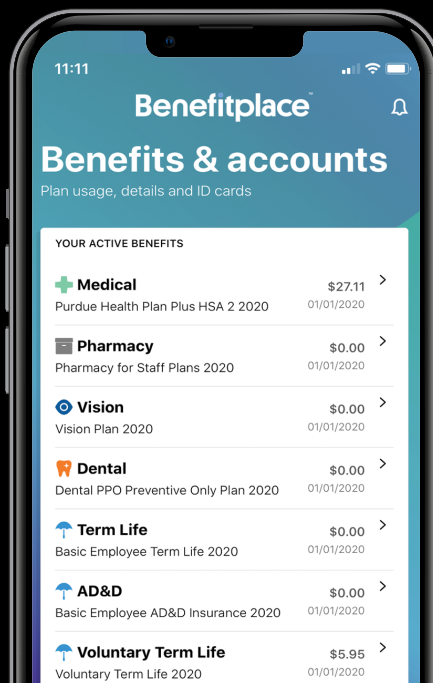 11:11
Benefitplace™
Benefits & accounts
Plan usage, details and ID cards
YOUR ACTIVE BENEFITS
Medical $27.11
Purdue Health Plan Plus HSA 2 2020 01/01/2020
Pharmacy $0.00
Pharmacy for Staff Plans 2020 01/01/2020
Vision $0.00
Vision Plan 2020 01/01/2020
Dental $0.00
Dental PPO Preventive Only Plan 2020 01/01/2020
Term Life $0.00
Basic Employee Term Life 2020 01/01/2020
AD&D $0.00
Basic Employee AD&D Insurance 2020 01/01/2020
Voluntary Term Life $5.95
Voluntary Term Life 2020 01/01/2020